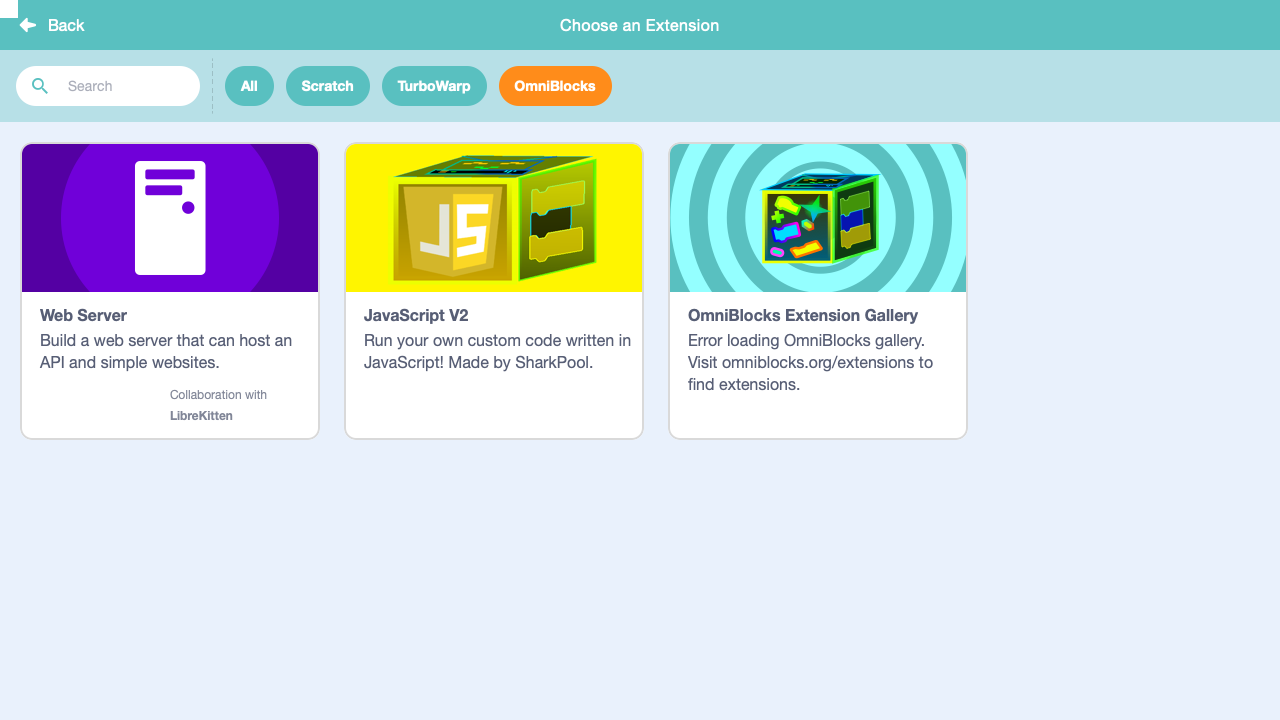 Back
Choose an Extension
Search
All
Scratch
TurboWarp
OmniBlocks
JS
Web Server
Build a web server that can host an
API and simple websites.
Collaboration with
LibreKitten
JavaScript V2
Run your own custom code written in
JavaScript! Made by SharkPool.
OmniBlocks Extension Gallery
Error loading OmniBlocks gallery.
Visit omniblocks.org/extensions to
find extensions.